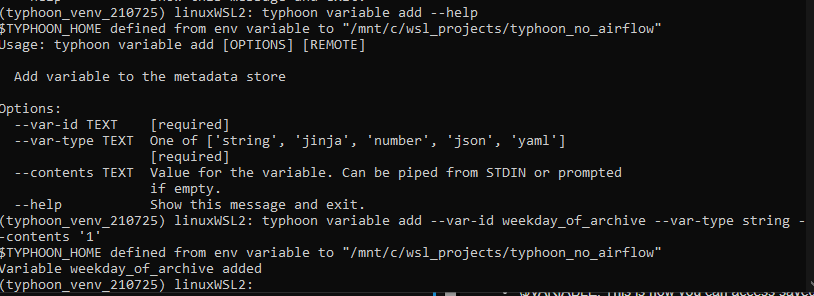 (typhoon_venv_210725) linuxWSL2: typhoon variable add --help
$TYPHOON_HOME defined from env variable to "/mnt/c/wsl_projects/typhoon_no_airflow"
Usage: typhoon variable add [OPTIONS] [REMOTE]
Add variable to the metadata store
Options:
--var-id TEXT [required]
--var-type TEXT One of ['string', 'jinja', 'number', 'json', 'yaml']
[required]
--contents TEXT Value for the variable. Can be piped from STDIN or prompted
if empty.
--help Show this message and exit.
(typhoon_venv_210725) linuxWSL2: typhoon variable add --var-id weekday_of_archive --var-type string -
-contents '1'
$TYPHOON_HOME defined from env variable to "/mnt/c/wsl_projects/typhoon_no_airflow"
Variable weekday_of_archive added
(typhoon_venv_210725) linuxWSL2: